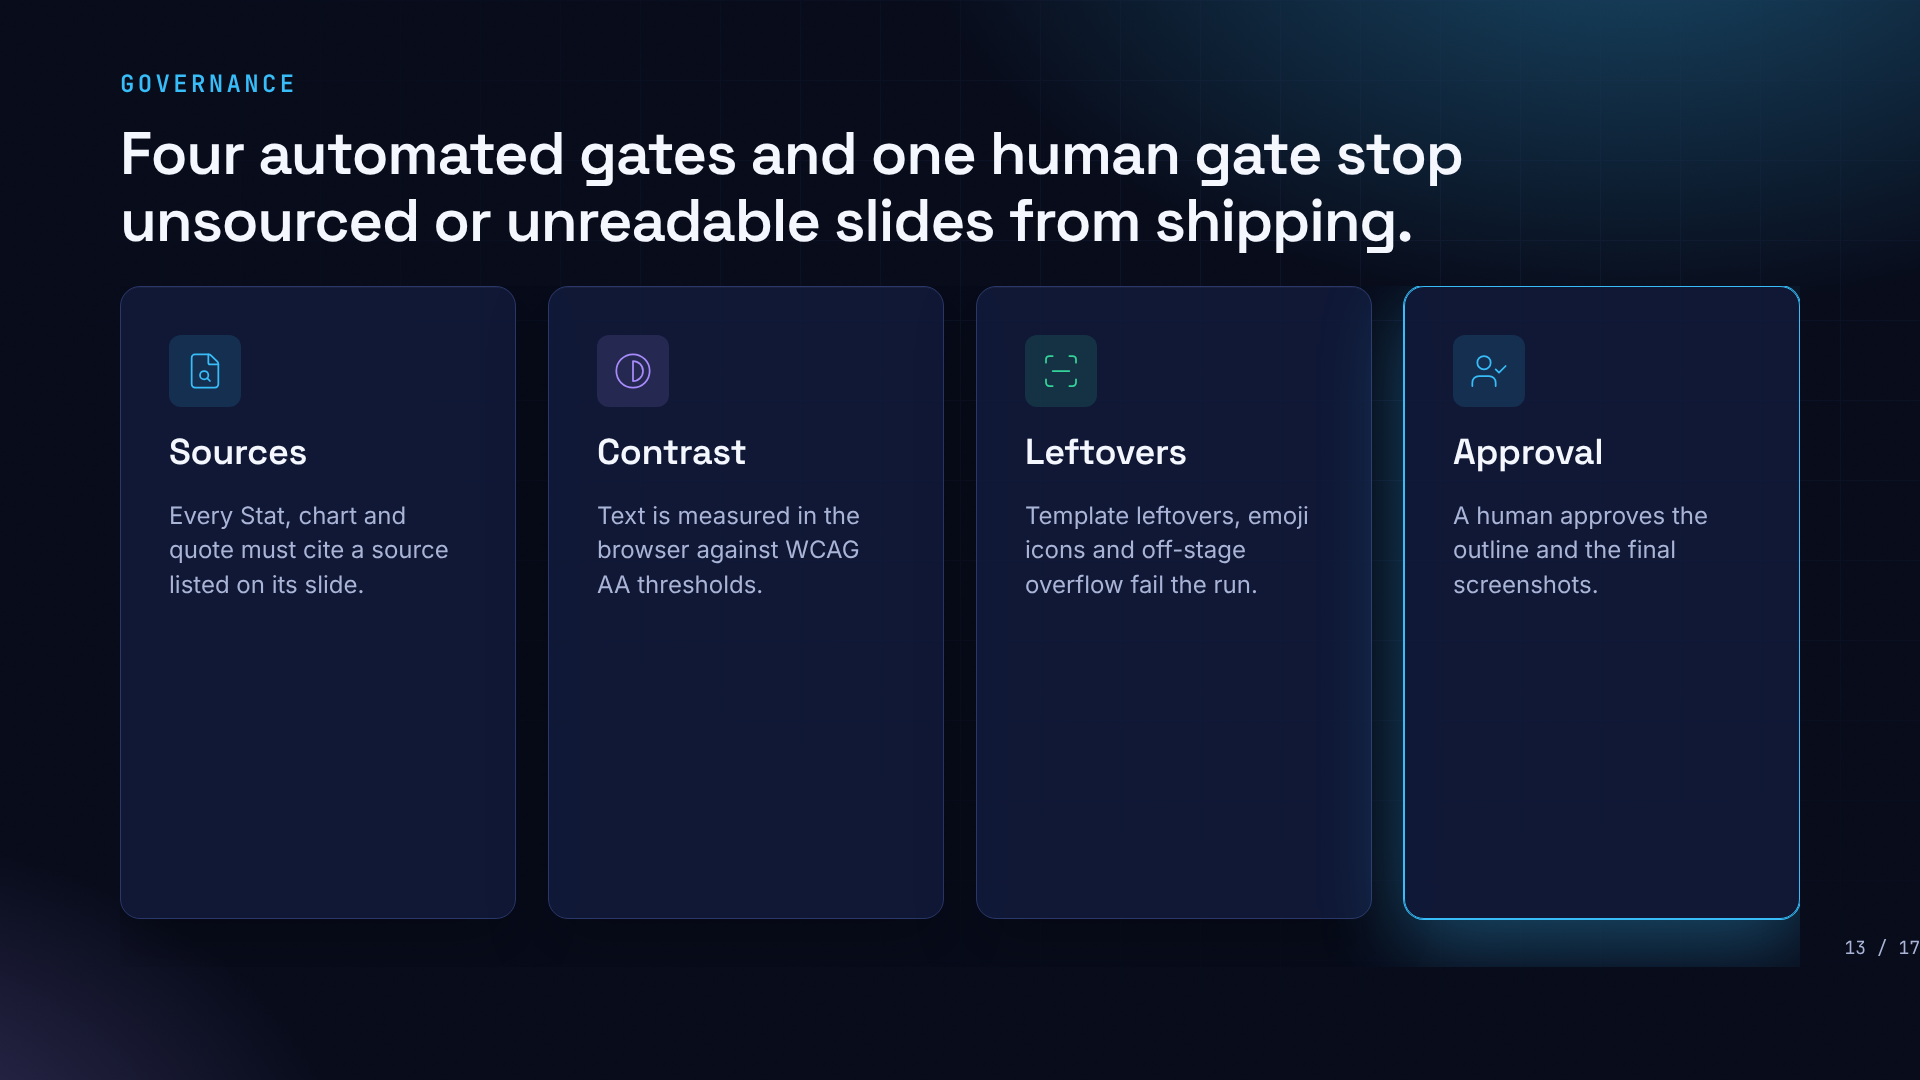 GOVERNANCE
Four automated gates and one human gate stop
unsourced or unreadable slides from shipping.
Sources
Every Stat, chart and
quote must cite a source
listed on its slide.
Contrast
Text is measured in the
browser against WCAG
AA thresholds.
Leftovers
Template leftovers, emoji
icons and off-stage
overflow fail the run.
Approval
A human approves the
outline and the final
screenshots.
13 / 17